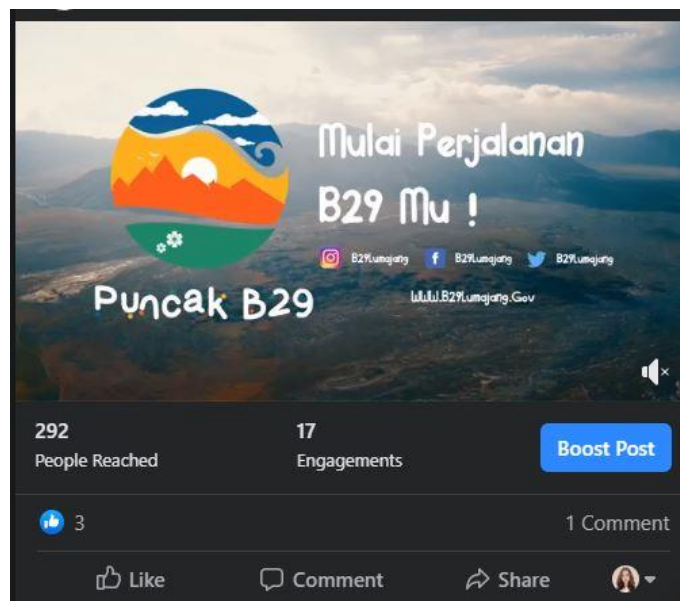 Mulai Perjalanan
B29 Mu !
B29Lumajang B29Lumajang B29Lumajang
Puncak B29
WWW.B29Lumajang.Gov
292
People Reached
17
Engagements
Boost Post
3
1 Comment
Like Comment Share